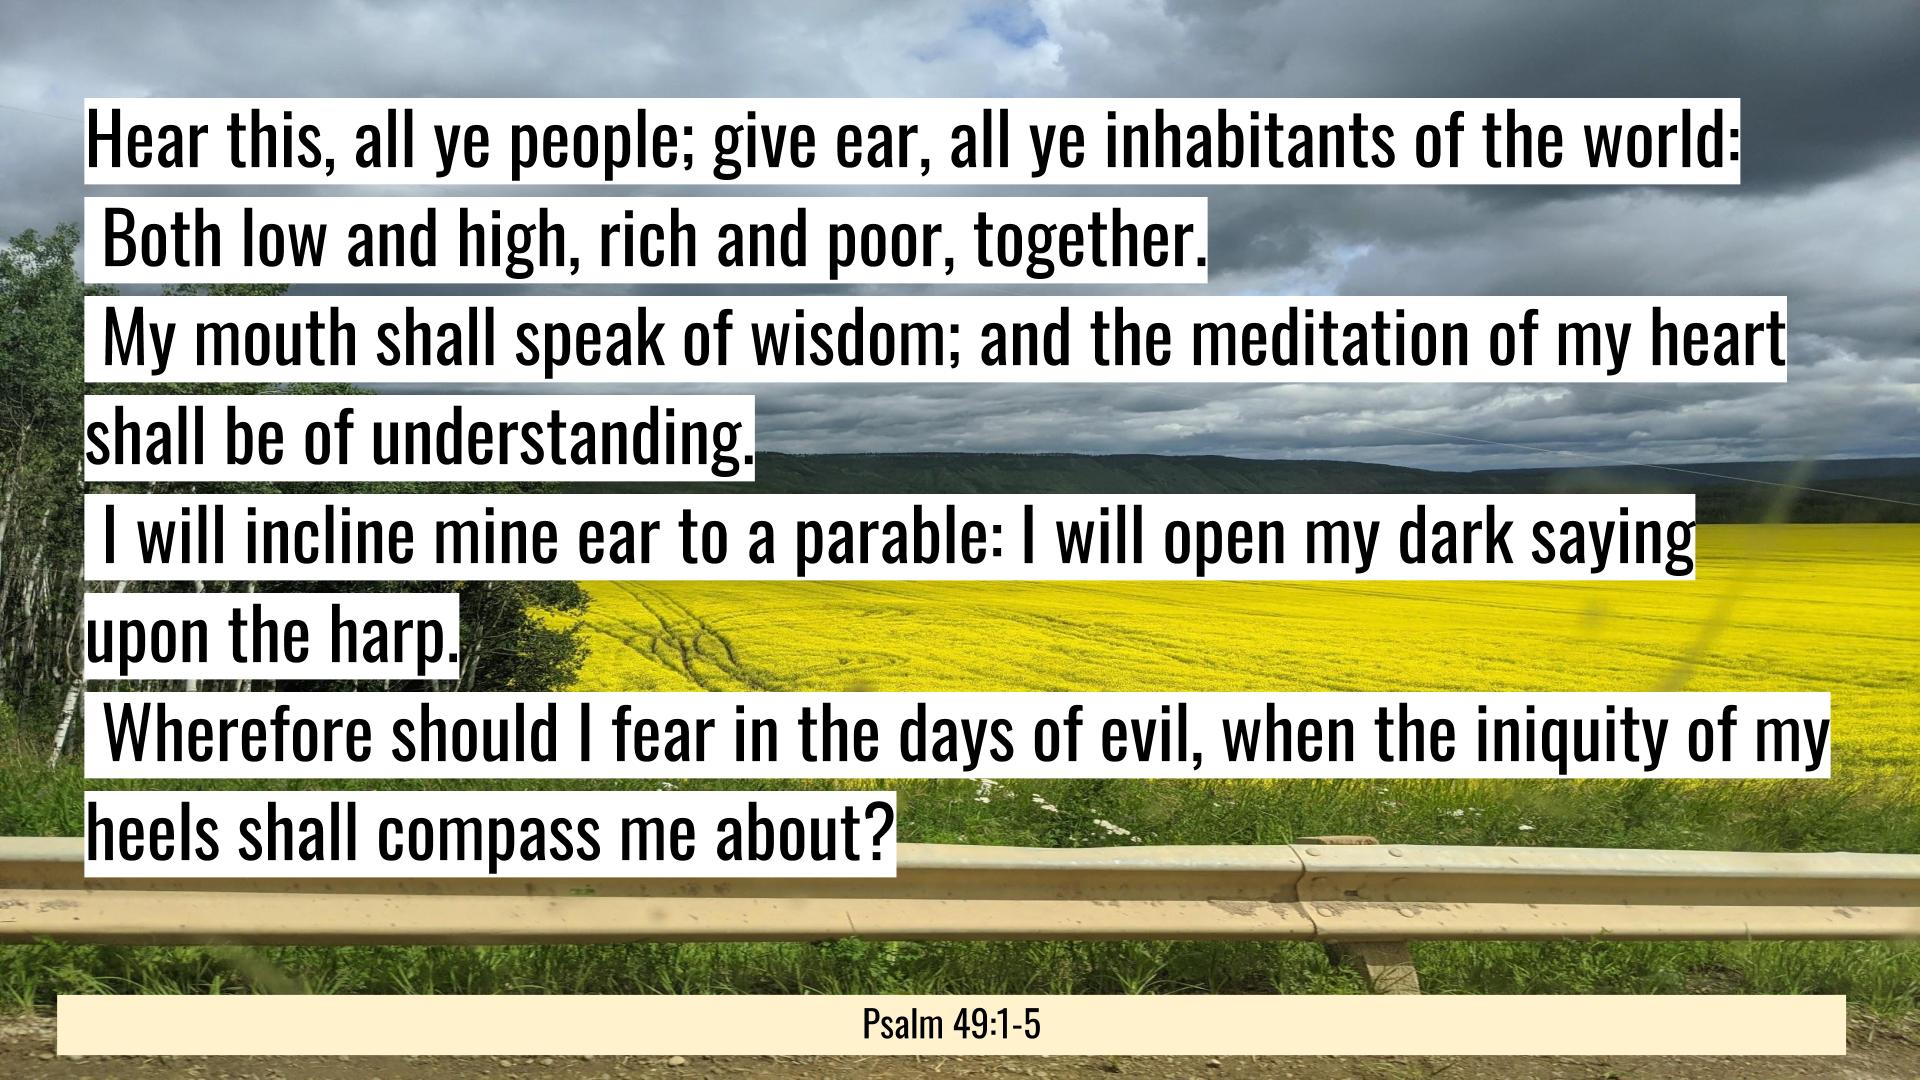 Hear this, all ye people; give ear, all ye inhabitants of the world:
Both low and high, rich and poor, together.
My mouth shall speak of wisdom; and the meditation of my heart
shall be of understanding.
I will incline mine ear to a parable: I will open my dark saying
upon the harp.
Wherefore should I fear in the days of evil, when the iniquity of my
heels shall compass me about?
Psalm 49:1-5